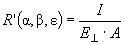 R'(α,β,ε) = I / (E⊥ · A)